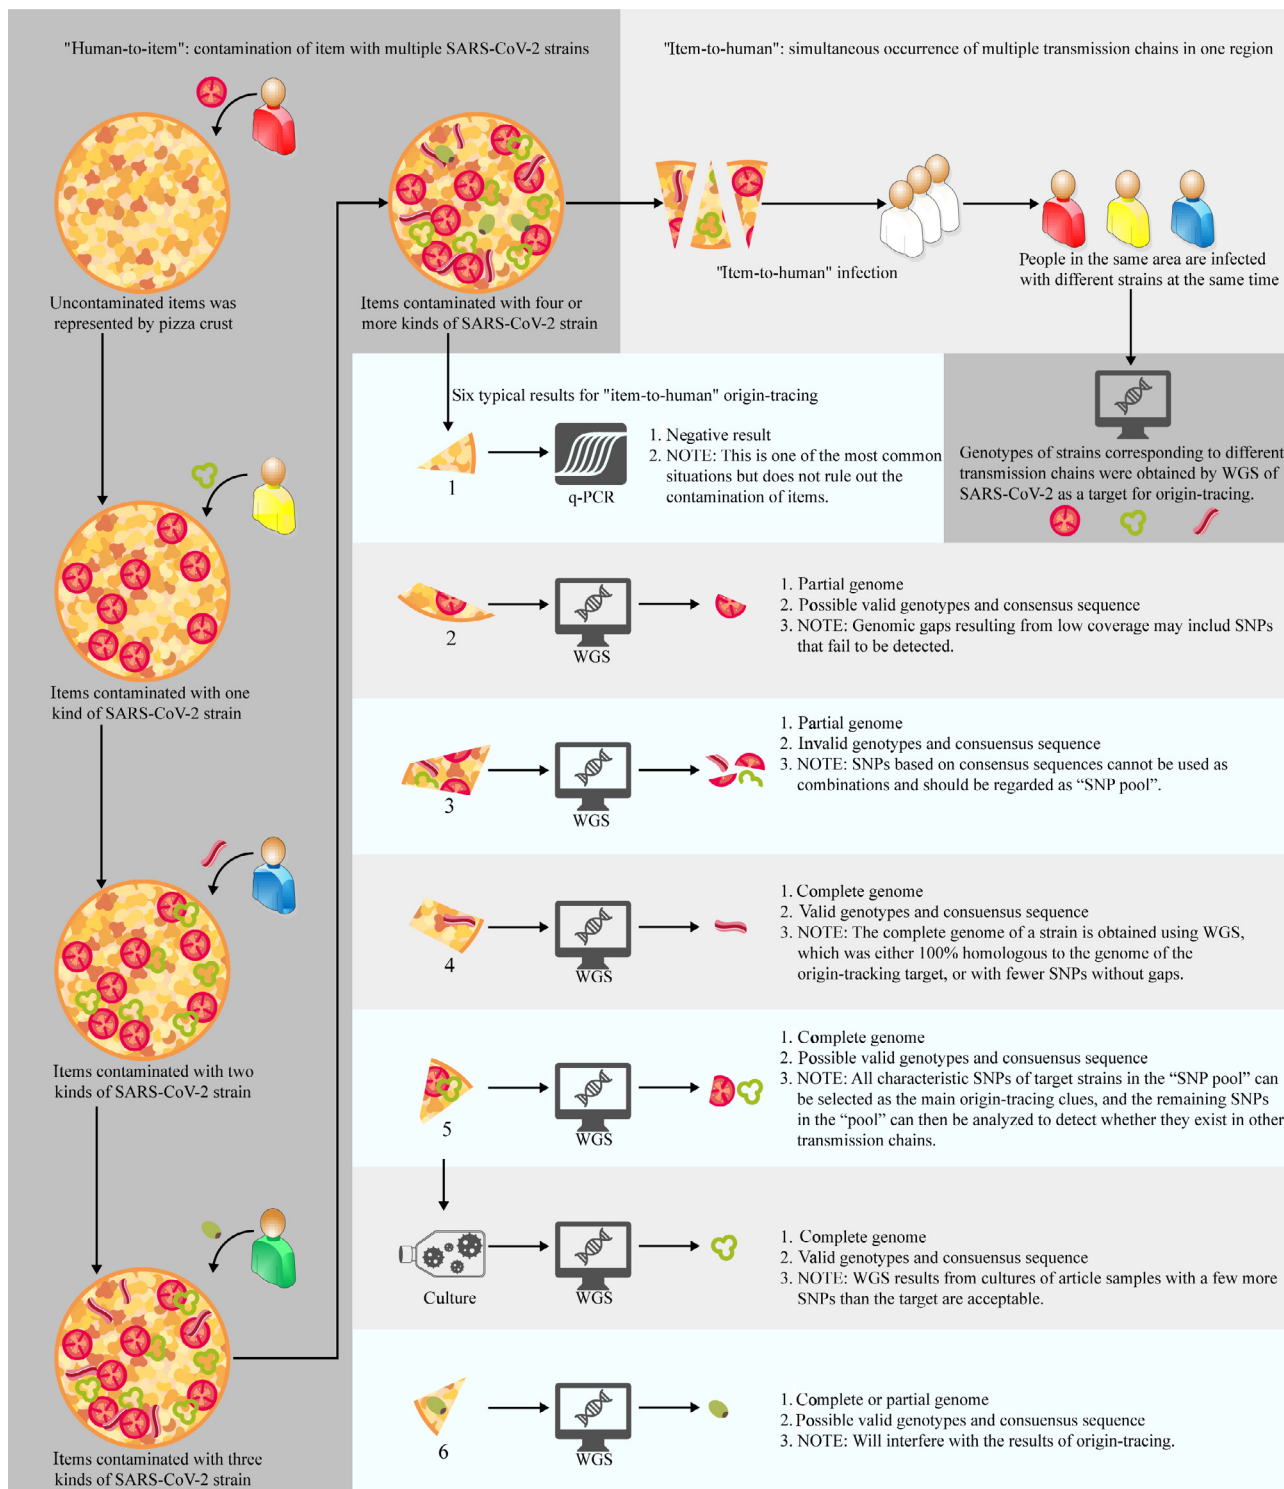 "Human-to-item": contamination of item with multiple SARS-CoV-2 strains
Uncontaminated items was
represented by pizza crust
Items contaminated with one
kind of SARS-CoV-2 strain
Items contaminated with two
kinds of SARS-CoV-2 strain
Items contaminated with three
kinds of SARS-CoV-2 strain
Items contaminated with four or
more kinds of SARS-CoV-2 strain
"Item-to-human": simultaneous occurrence of multiple transmission chains in one region
"Item-to-human" infection
People in the same area are infected
with different strains at the same time
Genotypes of strains corresponding to different
transmission chains were obtained by WGS of
SARS-CoV-2 as a target for origin-tracing.
Six typical results for "item-to-human" origin-tracing
1
q-PCR
1. Negative result
2. NOTE: This is one of the most common
situations but does not rule out the
contamination of items.
2
WGS
1. Partial genome
2. Possible valid genotypes and consensus sequence
3. NOTE: Genomic gaps resulting from low coverage may includ SNPs
that fail to be detected.
3
WGS
1. Partial genome
2. Invalid genotypes and consuensus sequence
3. NOTE: SNPs based on consensus sequences cannot be used as
combinations and should be regarded as “SNP pool”.
4
WGS
1. Complete genome
2. Valid genotypes and consuensus sequence
3. NOTE: The complete genome of a strain is obtained using WGS,
which was either 100% homologous to the genome of the
origin-tracking target, or with fewer SNPs without gaps.
5
WGS
1. Complete genome
2. Possible valid genotypes and consuensus sequence
3. NOTE: All characteristic SNPs of target strains in the “SNP pool” can
be selected as the main origin-tracing clues, and the remaining SNPs
in the “pool” can then be analyzed to detect whether they exist in other
transmission chains.
Culture
WGS
1. Complete genome
2. Valid genotypes and consuensus sequence
3. NOTE: WGS results from cultures of article samples with a few more
SNPs than the target are acceptable.
6
WGS
1. Complete or partial genome
2. Possible valid genotypes and consuensus sequence
3. NOTE: Will interfere with the results of origin-tracing.